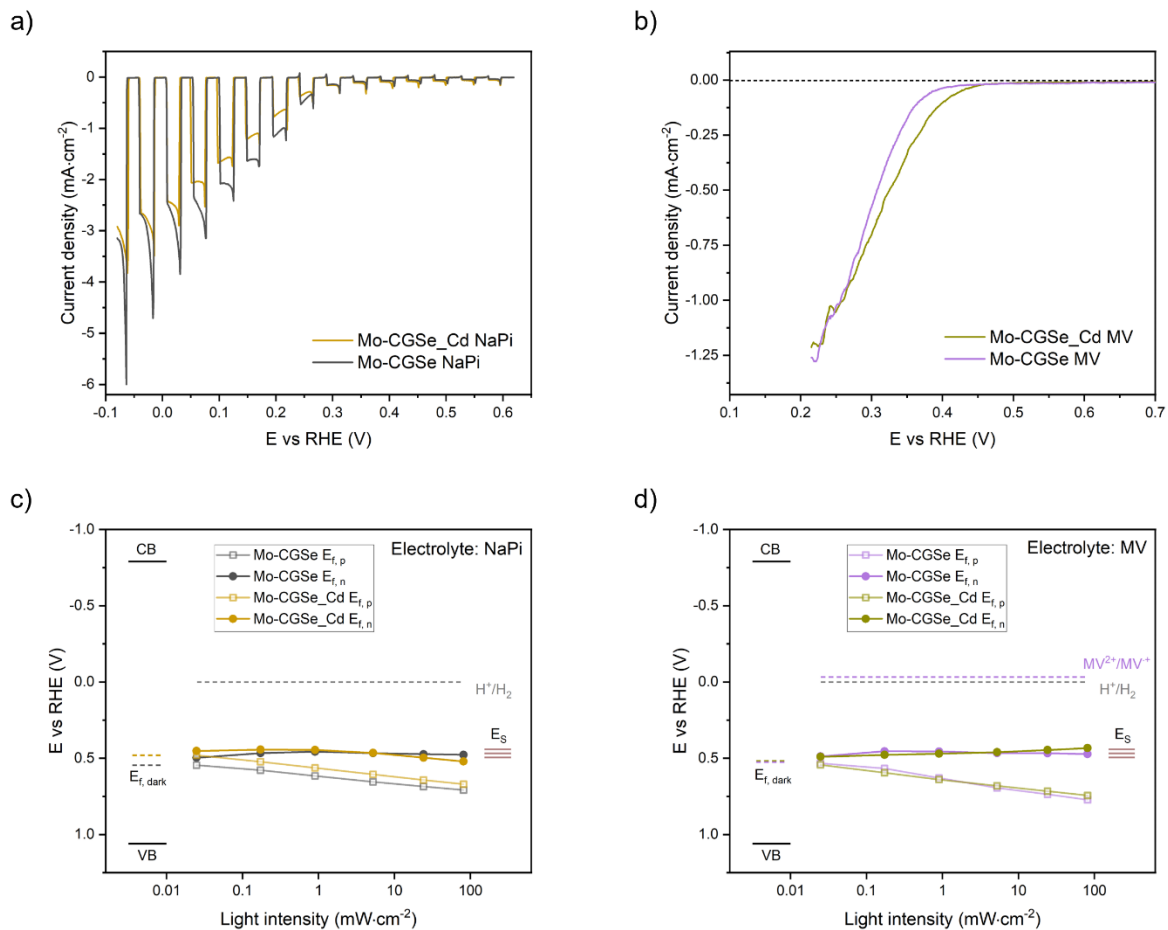 a)
0
-1
-2
-3
-4
-5
-6
Current density (mA·cm⁻²)
Mo-CGSe_Cd NaPi
Mo-CGSe NaPi
-0.1 0.0 0.1 0.2 0.3 0.4 0.5 0.6
E vs RHE (V)
b)
0.00
-0.25
-0.50
-0.75
-1.00
-1.25
Current density (mA·cm⁻²)
Mo-CGSe_Cd MV
Mo-CGSe MV
0.1 0.2 0.3 0.4 0.5 0.6 0.7
E vs RHE (V)
c)
-1.0
-0.5
0.0
0.5
1.0
E vs RHE (V)
CB
Mo-CGSe E_f, p
Mo-CGSe E_f, n
Mo-CGSe_Cd E_f, p
Mo-CGSe_Cd E_f, n
Electrolyte: NaPi
H⁺/H₂
E_S
E_f, dark
VB
0.01 0.1 1 10 100
Light intensity (mW·cm⁻²)
d)
-1.0
-0.5
0.0
0.5
1.0
E vs RHE (V)
CB
Mo-CGSe E_f, p
Mo-CGSe E_f, n
Mo-CGSe_Cd E_f, p
Mo-CGSe_Cd E_f, n
Electrolyte: MV
MV²⁺/MV·⁺
H⁺/H₂
E_S
E_f, dark
VB
0.01 0.1 1 10 100
Light intensity (mW·cm⁻²)